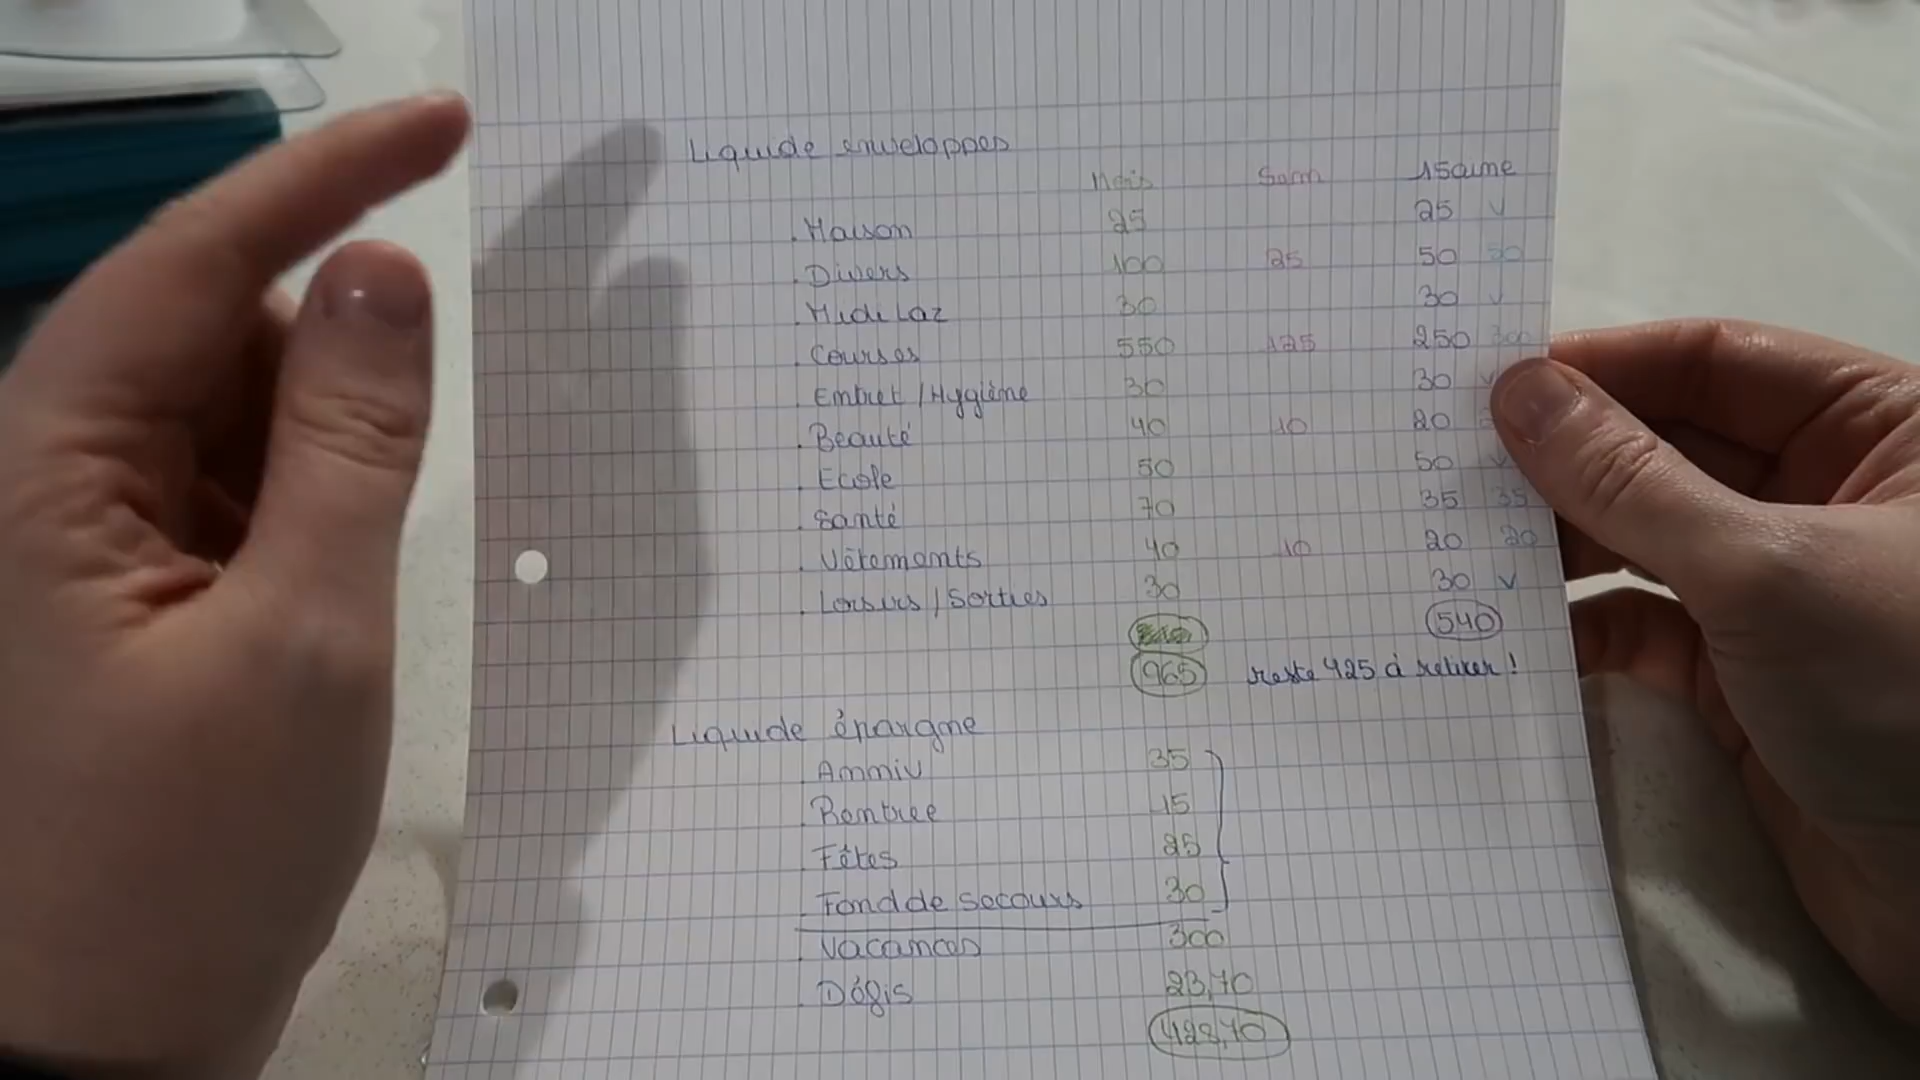 Liquide enveloppes
Mois Sem 15aine
. Maison 25 25 v
. Divers 100 25 50 50
. Midi Laz 30 30 v
. Courses 550 125 250 300
. Entret / Hygiène 30 30 v
. Beauté 40 10 20
. Ecole 50 50 v
. Santé 70 35 35
. Vêtements 40 10 20 20
. Loisirs / Sorties 30 30 v
540
965 reste 425 à retirer !
Liquide épargne
. Anniv 35
. Rentree 15
. Fêtes 25
. Fond de secours 30
. Vacances 300
. Défis 23,70
428,70